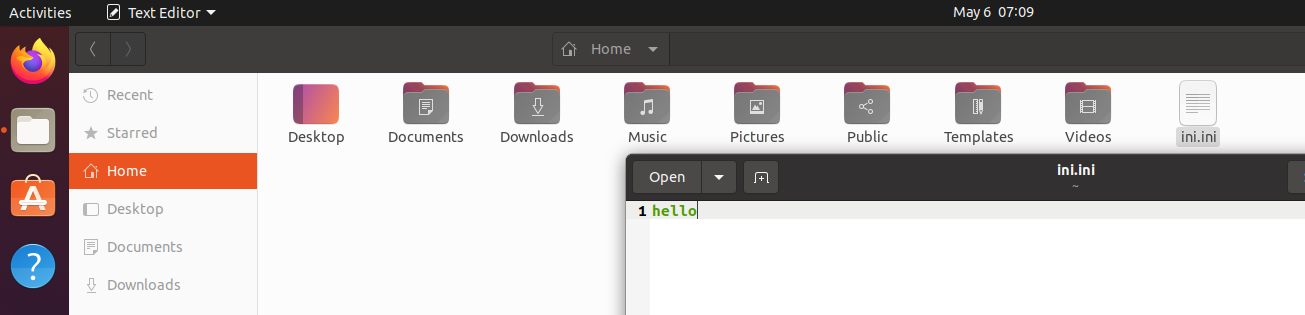 Activities Text Editor May 6 07:09
Home
Recent
Starred
Home
Desktop
Documents
Downloads
Desktop Documents Downloads Music Pictures Public Templates Videos ini.ini
Open ini.ini
~
1 hello